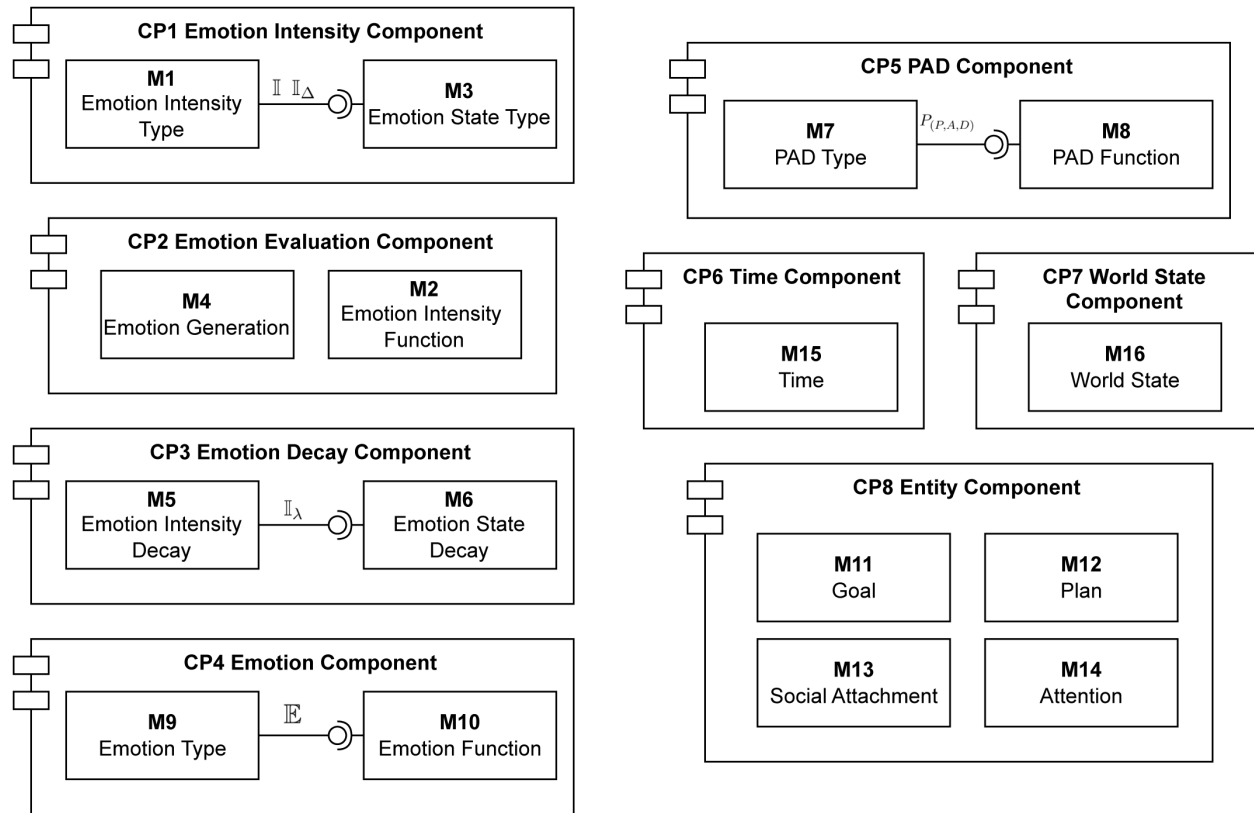 CP1 Emotion Intensity Component
M1
Emotion Intensity
Type
𝕀 𝕀Δ
M3
Emotion State Type
CP2 Emotion Evaluation Component
M4
Emotion Generation
M2
Emotion Intensity
Function
CP3 Emotion Decay Component
M5
Emotion Intensity
Decay
𝕀λ
M6
Emotion State
Decay
CP4 Emotion Component
M9
Emotion Type
𝔼
M10
Emotion Function
CP5 PAD Component
M7
PAD Type
P(P,A,D)
M8
PAD Function
CP6 Time Component
M15
Time
CP7 World State
Component
M16
World State
CP8 Entity Component
M11
Goal
M12
Plan
M13
Social Attachment
M14
Attention